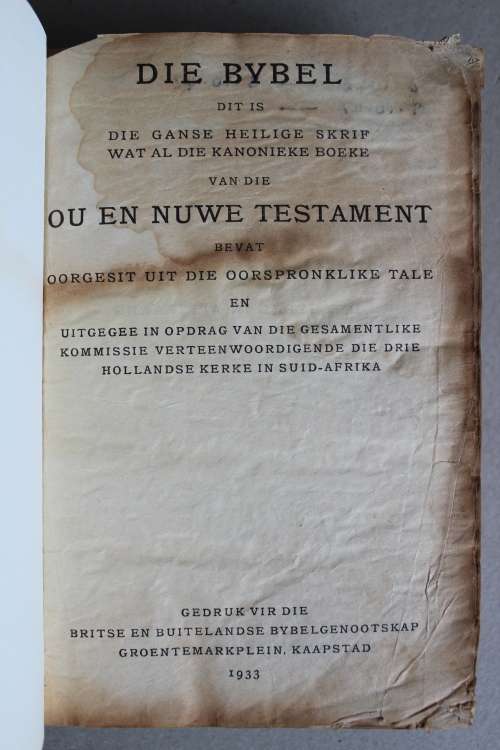 DIE BYBEL
DIT IS
DIE GANSE HEILIGE SKRIF
WAT AL DIE KANONIEKE BOEKE
VAN DIE
OU EN NUWE TESTAMENT
BEVAT
OORGESIT UIT DIE OORSPRONKLIKE TALE
EN
UITGEGEE IN OPDRAG VAN DIE GESAMENTLIKE
KOMMISSIE VERTEENWOORDIGENDE DIE DRIE
HOLLANDSE KERKE IN SUID-AFRIKA
GEDRUK VIR DIE
BRITSE EN BUITELANDSE BYBELGENOOTSKAP
GROENTEMARKPLEIN, KAAPSTAD
1933